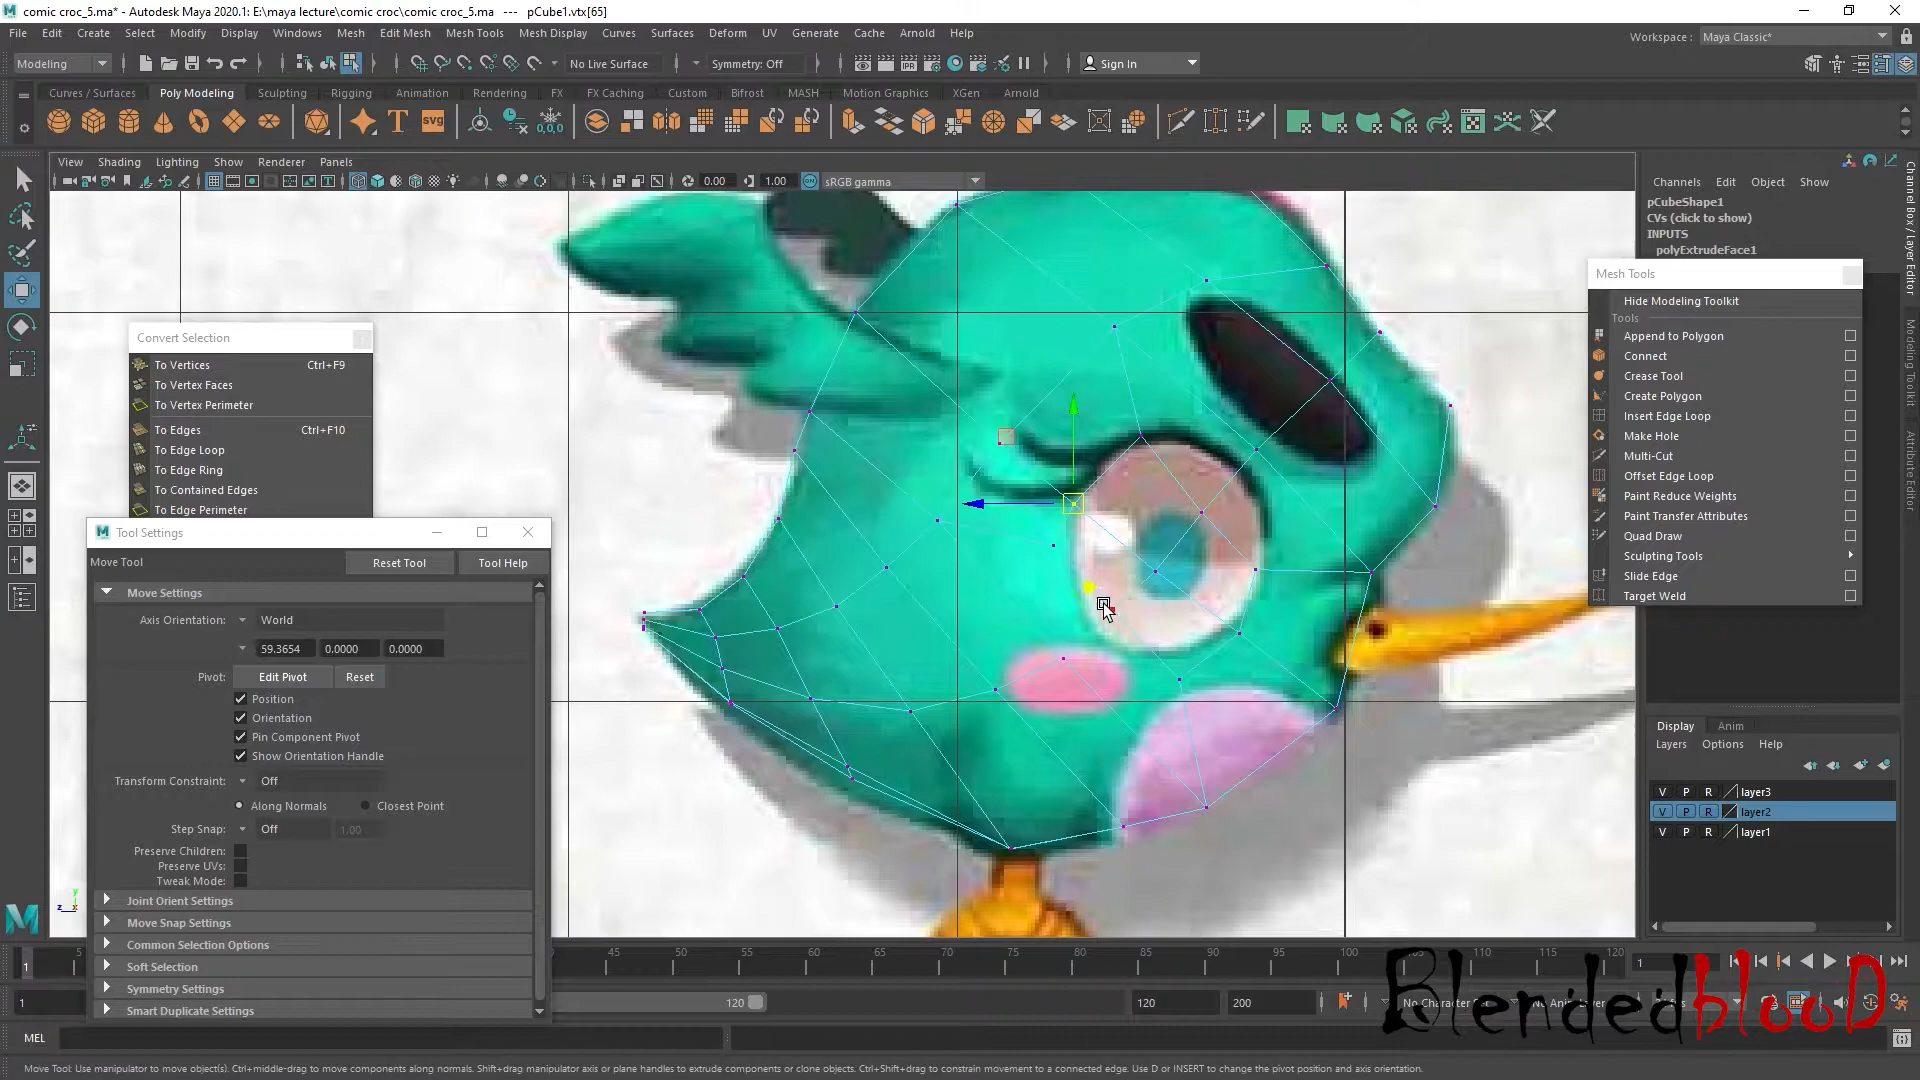 comic croc_5.ma* - Autodesk Maya 2020.1: E:\maya lecture\comic croc\comic croc_5.ma --- pCube1.vtx[65]
File Edit Create Select Modify Display Windows Mesh Edit Mesh Mesh Tools Mesh Display Curves Surfaces Deform UV Generate Cache Arnold Help
Workspace : Maya Classic*
Modeling No Live Surface Symmetry: Off Sign In
Curves / Surfaces Poly Modeling Sculpting Rigging Animation Rendering FX FX Caching Custom Bifrost MASH Motion Graphics XGen Arnold
T svg 0,0,0
View Shading Lighting Show Renderer Panels
0.00 1.00 sRGB gamma
Channels Edit Object Show
pCubeShape1
CVs (click to show)
INPUTS
polyExtrudeFace1
Channel Box / Layer Editor
Modeling Toolkit
Attribute Editor
Mesh Tools
Hide Modeling Toolkit
Tools
Append to Polygon
Connect
Crease Tool
Create Polygon
Insert Edge Loop
Make Hole
Multi-Cut
Offset Edge Loop
Paint Reduce Weights
Paint Transfer Attributes
Quad Draw
Sculpting Tools
Slide Edge
Target Weld
Convert Selection
To Vertices Ctrl+F9
To Vertex Faces
To Vertex Perimeter
To Edges Ctrl+F10
To Edge Loop
To Edge Ring
To Contained Edges
To Edge Perimeter
Tool Settings
Move Tool Reset Tool Tool Help
Move Settings
Axis Orientation: World
59.3654 0.0000 0.0000
Pivot: Edit Pivot Reset
Position
Orientation
Pin Component Pivot
Show Orientation Handle
Transform Constraint: Off
Along Normals Closest Point
Step Snap: Off 1.00
Preserve Children:
Preserve UVs:
Tweak Mode:
Joint Orient Settings
Move Snap Settings
Common Selection Options
Soft Selection
Symmetry Settings
Smart Duplicate Settings
Display Anim
Layers Options Help
V P R layer3
V P R layer2
V P R layer1
y
z x
1 5 45 50 55 60 65 70 75 80 85 90 95 100 110 115 120 1
1 120 120 200 No Character Set No Anim Layer
BlendedblooD
MEL
Move Tool: Use manipulator to move object(s). Ctrl+middle-drag to move components along normals. Shift+drag manipulator axis or plane handles to extrude components or clone objects. Ctrl+Shift+drag to constrain movement to a connected edge. Use D or INSERT to change the pivot position and axis orientation.